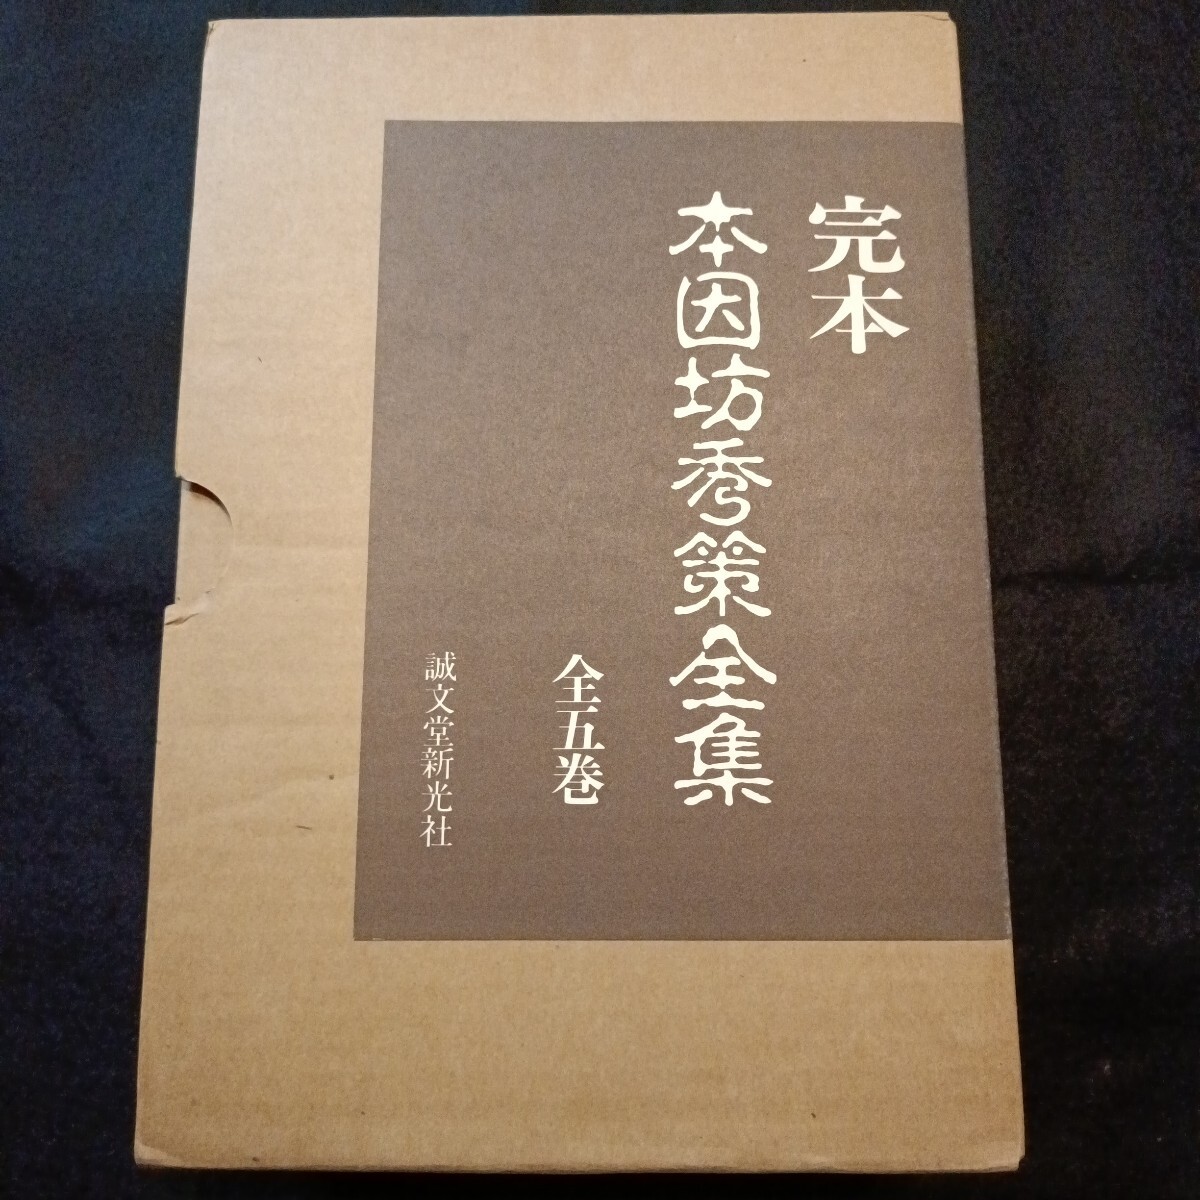 完本
本因坊秀策全集
全五巻
誠文堂新光社